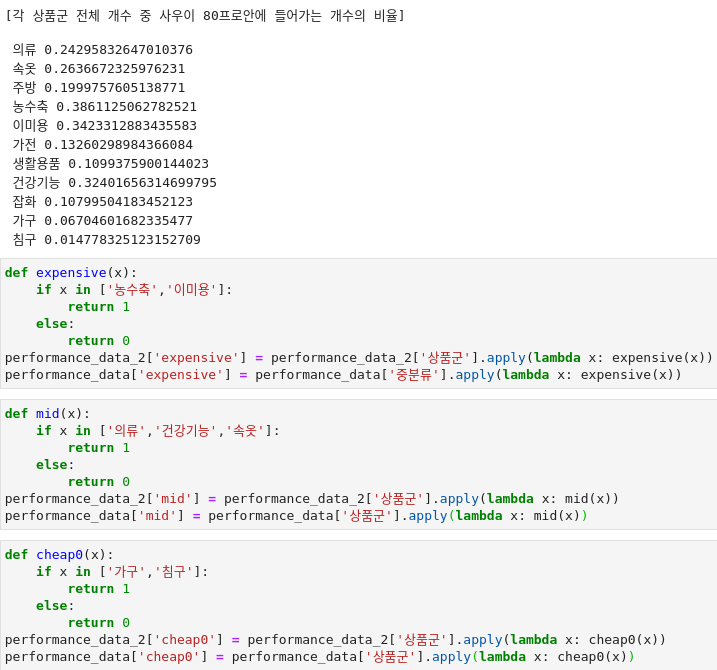 [각 상품군 전체 개수 중 사우이 80프로안에 들어가는 개수의 비율]
의류 0.24295832647010376
속옷 0.2636672325976231
주방 0.1999757605138771
농수축 0.3861125062782521
이미용 0.3423312883435583
가전 0.13260298984366084
생활용품 0.1099375900144023
건강기능 0.32401656314699795
잡화 0.10799504183452123
가구 0.06704601682335477
침구 0.014778325123152709
def expensive(x):
    if x in ['농수축','이미용']:
        return 1
    else:
        return 0
performance_data_2['expensive'] = performance_data_2['상품군'].apply(lambda x: expensive(x))
performance_data['expensive'] = performance_data['중분류'].apply(lambda x: expensive(x))
def mid(x):
    if x in ['의류','건강기능','속옷']:
        return 1
    else:
        return 0
performance_data_2['mid'] = performance_data_2['상품군'].apply(lambda x: mid(x))
performance_data['mid'] = performance_data['상품군'].apply(lambda x: mid(x))
def cheap0(x):
    if x in ['가구','침구']:
        return 1
    else:
        return 0
performance_data_2['cheap0'] = performance_data_2['상품군'].apply(lambda x: cheap0(x))
performance_data['cheap0'] = performance_data['상품군'].apply(lambda x: cheap0(x))